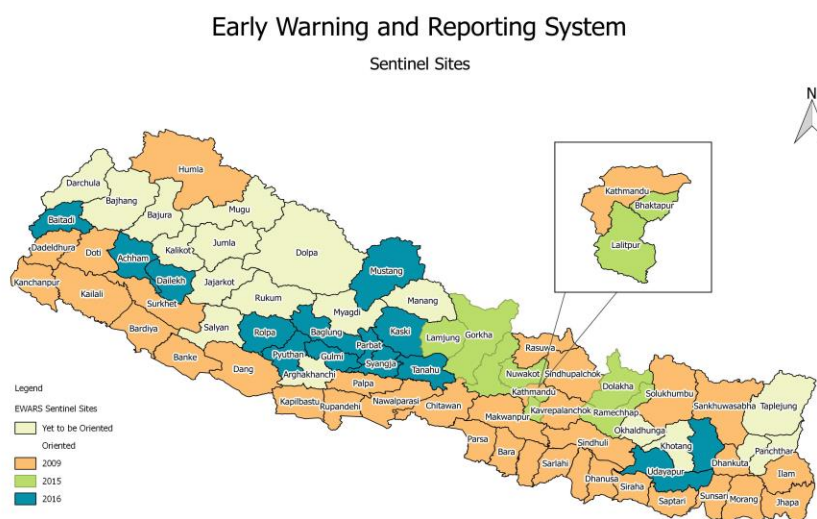 Early Warning and Reporting System
Sentinel Sites
N
Humla
Darchula
Bajhang
Bajura
Mugu
Baitadi
Dadeldhura
Doti
Achham
Kalikot
Jumla
Dolpa
Mustang
Kanchanpur
Kailali
Dailekh
Jajarkot
Surkhet
Rukum
Myagdi
Manang
Bardiya
Salyan
Rolpa
Baglung
Parbat
Kaski
Lamjung
Gorkha
Banke
Dang
Pyuthan
Gulmi
Syangja
Tanahu
Arghakhanchi
Palpa
Kapilbastu
Rupandehi
Nawalparasi
Chitawan
Rasuwa
Nuwakot
Sindhupalchok
Kathmandu
Kavrepalanchok
Dolakha
Ramechhap
Solukhumbu
Sankhuwasabha
Taplejung
Makwanpur
Okhaldhunga
Khotang
Panchthar
Parsa
Bara
Sindhuli
Udayapur
Dhankuta
Ilam
Sarlahi
Dhanusa
Siraha
Saptari
Sunsari
Morang
Jhapa
Kathmandu
Bhaktapur
Lalitpur
Legend
EWARS Sentinel Sites
Yet to be Oriented
Oriented
2009
2015
2016